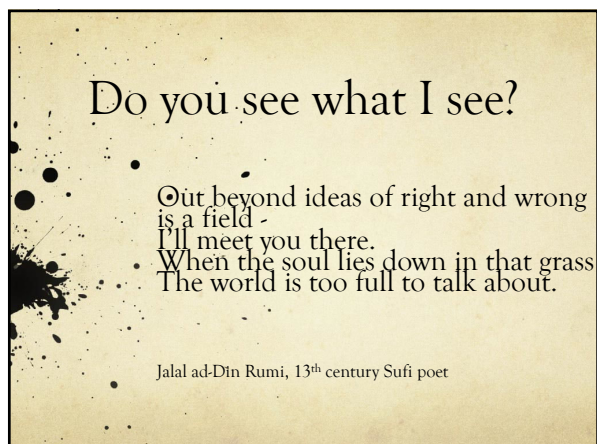 Do you see what I see?
Out beyond ideas of right and wrong
is a field -
I'll meet you there.
When the soul lies down in that grass
The world is too full to talk about.
Jalal ad-Din Rumi, 13th century Sufi poet